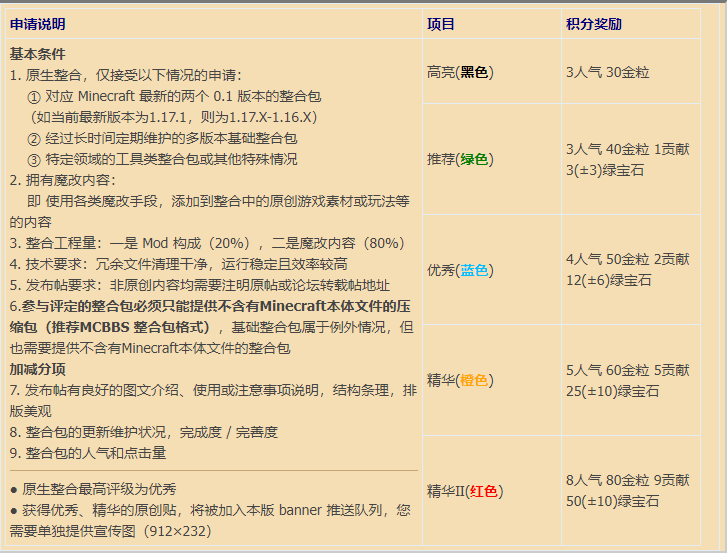 申请说明
项目
积分奖励
基本条件
1. 原生整合，仅接受以下情况的申请：
① 对应 Minecraft 最新的两个 0.1 版本的整合包
（如当前最新版本为1.17.1，则为1.17.X-1.16.X）
② 经过长时间定期维护的多版本基础整合包
③ 特定领域的工具类整合包或其他特殊情况
2. 拥有魔改内容：
即 使用各类魔改手段，添加到整合中的原创游戏素材或玩法等
的内容
3. 整合工程量：一是 Mod 构成（20%），二是魔改内容（80%）
4. 技术要求：冗余文件清理干净，运行稳定且效率较高
5. 发布帖要求：非原创内容均需要注明原帖或论坛转载帖地址
6.参与评定的整合包必须只能提供不含有Minecraft本体文件的压
缩包（推荐MCBBS 整合包格式），基础整合包属于例外情况，但
也需要提供不含有Minecraft本体文件的整合包
加减分项
7. 发布帖有良好的图文介绍、使用或注意事项说明，结构条理，排
版美观
8. 整合包的更新维护状况，完成度 / 完善度
9. 整合包的人气和点击量
● 原生整合最高评级为优秀
● 获得优秀、精华的原创贴，将被加入本版 banner 推送队列，您
需要单独提供宣传图（912×232）
高亮(黑色)
3人气 30金粒
推荐(绿色)
3人气 40金粒 1贡献
3(±3)绿宝石
优秀(蓝色)
4人气 50金粒 2贡献
12(±6)绿宝石
精华(橙色)
5人气 60金粒 5贡献
25(±10)绿宝石
精华II(红色)
8人气 80金粒 9贡献
50(±10)绿宝石